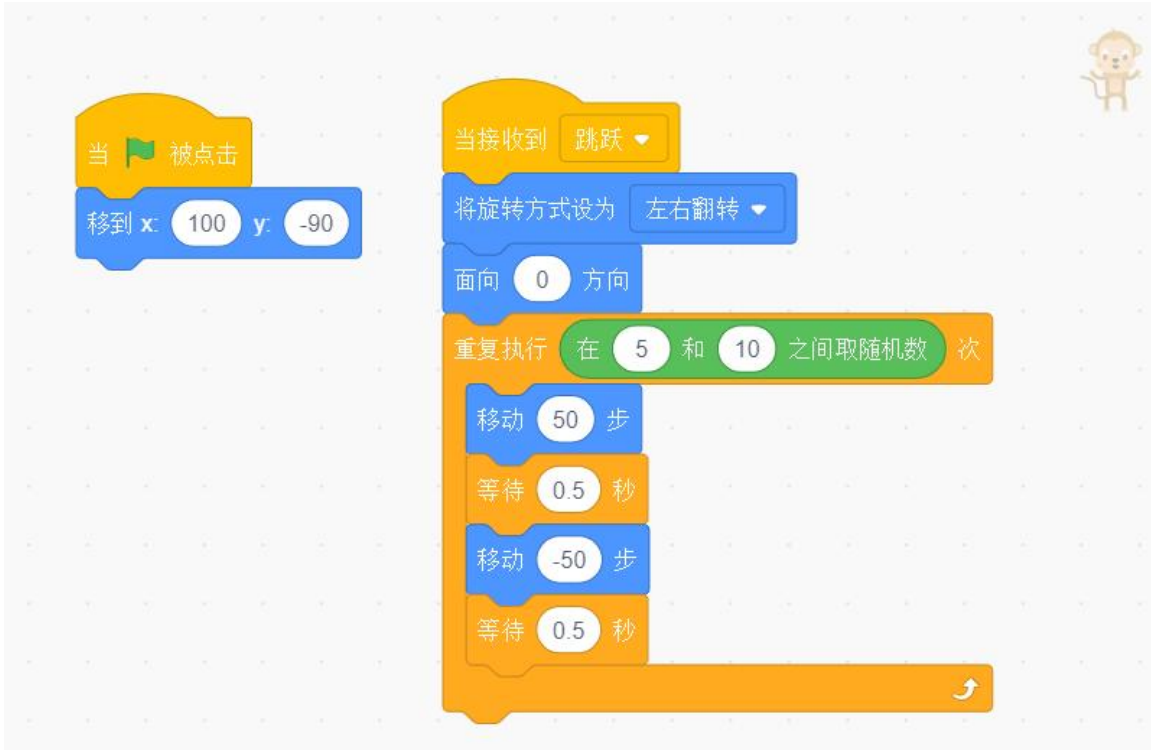 当 被点击
移到 x: 100 y: -90
当接收到 跳跃
将旋转方式设为 左右翻转
面向 0 方向
重复执行 在 5 和 10 之间取随机数 次
移动 50 步
等待 0.5 秒
移动 -50 步
等待 0.5 秒